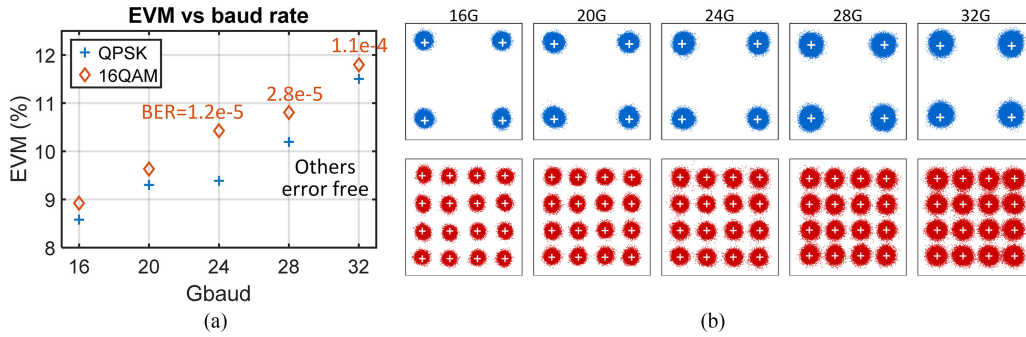 EVM vs baud rate
QPSK
16QAM
1.1e-4
2.8e-5
BER=1.2e-5
Others
error free
EVM (%)
12
11
10
9
8
16 20 24 28 32
Gbaud
(a)
16G 20G 24G 28G 32G
(b)